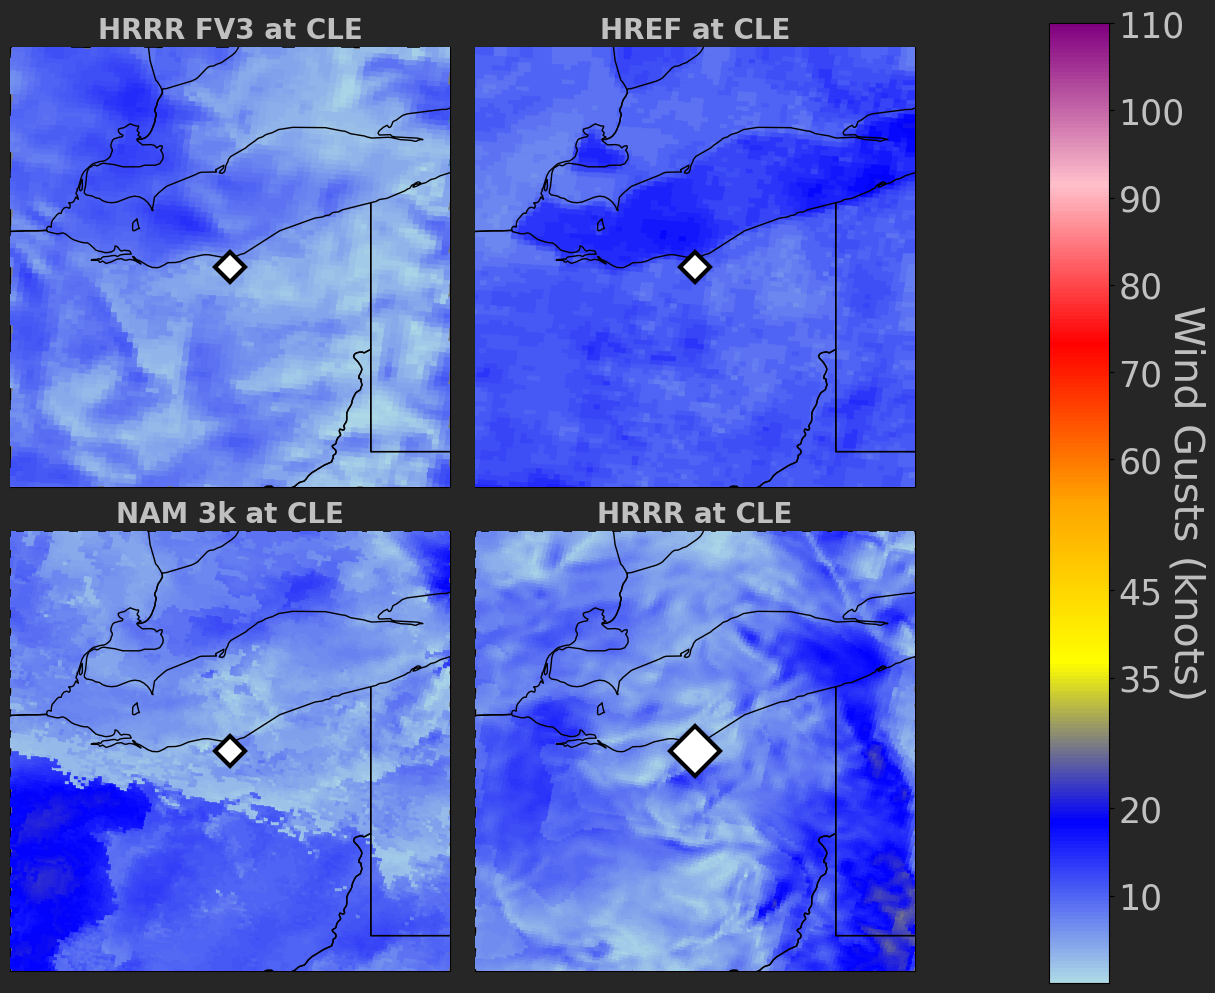 HRRR FV3 at CLE
HREF at CLE
NAM 3k at CLE
HRRR at CLE
110
100
90
80
70
60
45
35
20
10
Wind Gusts (knots)